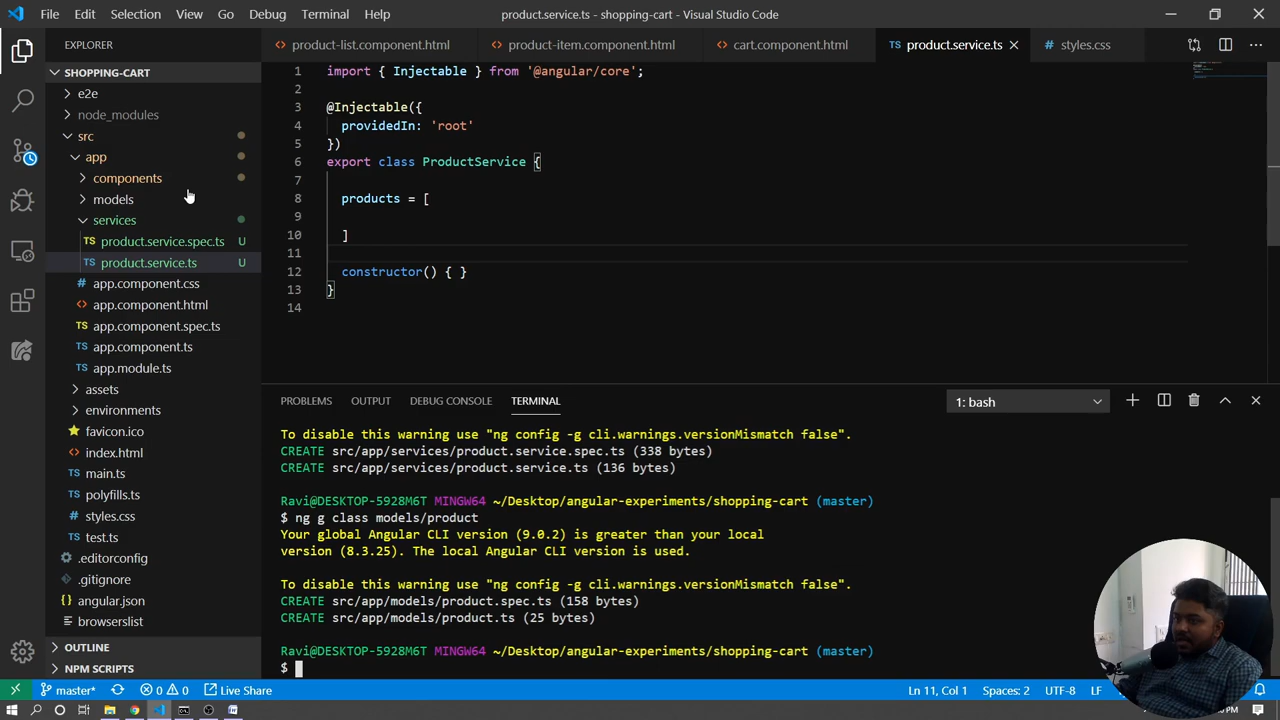 File Edit Selection View Go Debug Terminal Help
product.service.ts - shopping-cart - Visual Studio Code
EXPLORER
SHOPPING-CART
e2e
node_modules
src
app
components
models
services
TS product.service.spec.ts U
TS product.service.ts U
# app.component.css
<> app.component.html
TS app.component.spec.ts
TS app.component.ts
TS app.module.ts
assets
environments
favicon.ico
<> index.html
TS main.ts
TS polyfills.ts
# styles.css
TS test.ts
.editorconfig
.gitignore
{} angular.json
browserslist
OUTLINE
NPM SCRIPTS
<> product-list.component.html
<> product-item.component.html
<> cart.component.html
TS product.service.ts
TS styles.css
1 import { Injectable } from '@angular/core';
2
3 @Injectable({
4 providedIn: 'root'
5 })
6 export class ProductService {
7
8 products = [
9
10 ]
11
12 constructor() { }
13 }
14
PROBLEMS OUTPUT DEBUG CONSOLE TERMINAL
1: bash
To disable this warning use "ng config -g cli.warnings.versionMismatch false".
CREATE src/app/services/product.service.spec.ts (338 bytes)
CREATE src/app/services/product.service.ts (136 bytes)
Ravi@DESKTOP-5928M6T MINGW64 ~/Desktop/angular-experiments/shopping-cart (master)
$ ng g class models/product
Your global Angular CLI version (9.0.2) is greater than your local
version (8.3.25). The local Angular CLI version is used.
To disable this warning use "ng config -g cli.warnings.versionMismatch false".
CREATE src/app/models/product.spec.ts (158 bytes)
CREATE src/app/models/product.ts (25 bytes)
Ravi@DESKTOP-5928M6T MINGW64 ~/Desktop/angular-experiments/shopping-cart (master)
$
master* 0 0 Live Share
Ln 11, Col 1 Spaces: 2 UTF-8 LF